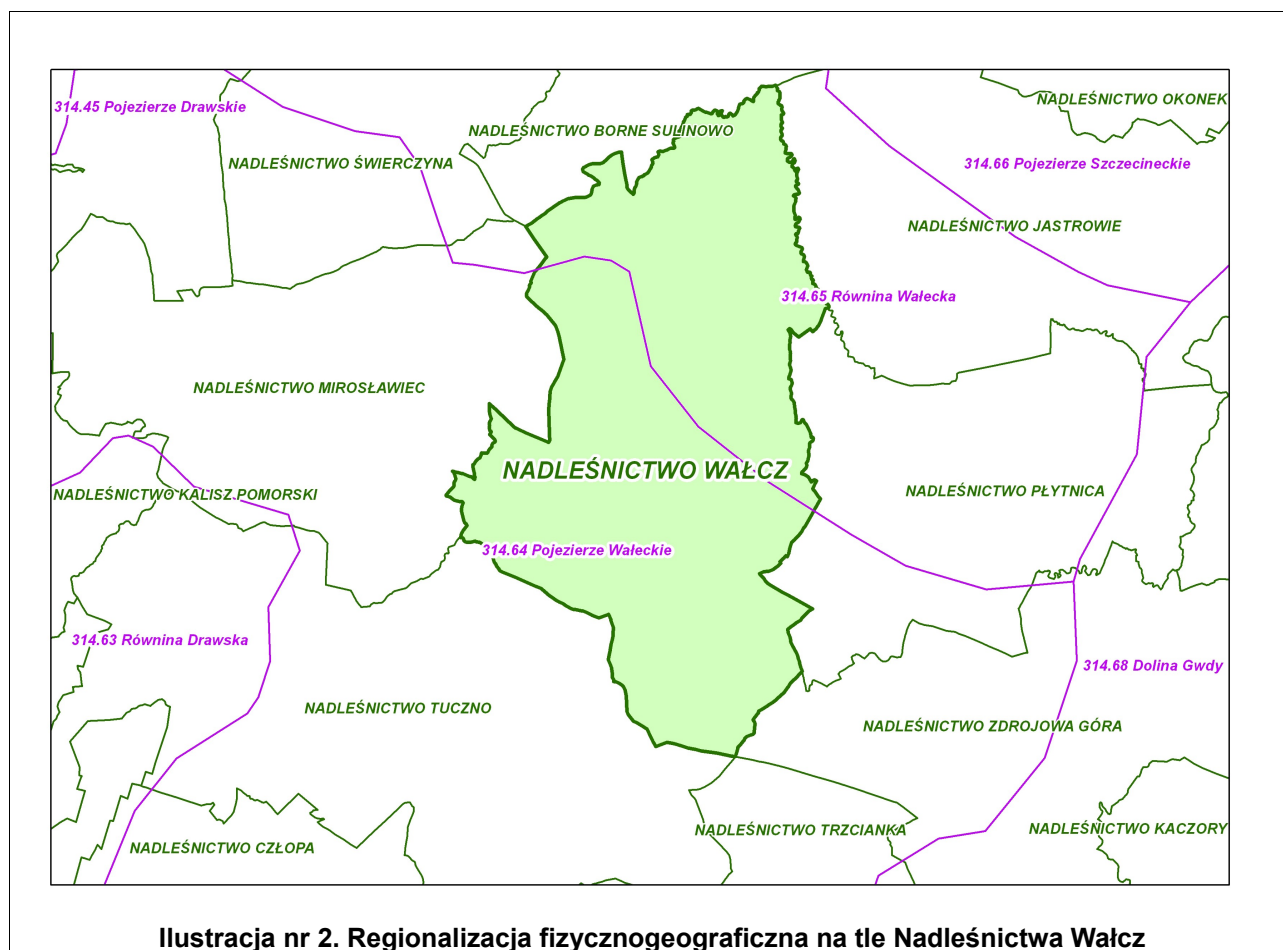 NADLEŚNICTWO OKONEK
314.45 Pojezierze Drawskie
NADLEŚNICTWO BORNE SULINOWO
NADLEŚNICTWO ŚWIERCZYNA
314.66 Pojezierze Szczecineckie
NADLEŚNICTWO JASTROWIE
314.65 Równina Wałecka
NADLEŚNICTWO MIROSŁAWIEC
NADLEŚNICTWO WAŁCZ
NADLEŚNICTWO KALISZ POMORSKI
NADLEŚNICTWO PŁYTNICA
314.64 Pojezierze Wałeckie
314.63 Równina Drawska
314.68 Dolina Gwdy
NADLEŚNICTWO TUCZNO
NADLEŚNICTWO ZDROJOWA GÓRA
NADLEŚNICTWO TRZCIANKA
NADLEŚNICTWO KACZORY
NADLEŚNICTWO CZŁOPA
Ilustracja nr 2. Regionalizacja fizycznogeograficzna na tle Nadleśnictwa Wałcz